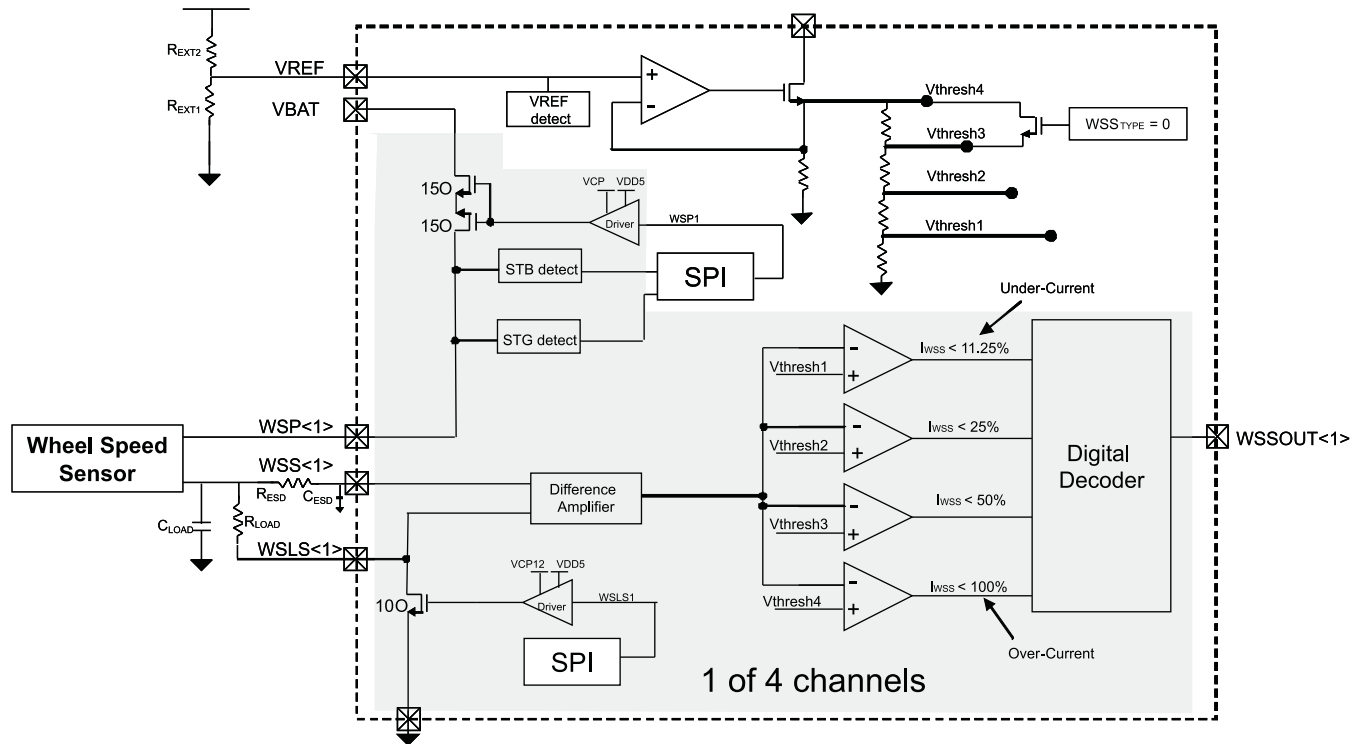 REXT2
VREF
REXT1
VBAT
VREF
detect
+
-
Vthresh4
Vthresh3
WSSTYPE = 0
Vthresh2
Vthresh1
15O
15O
VCP
VDD5
Driver
WSP1
STB detect
SPI
STG detect
Under-Current
-
Vthresh1
+
IWSS < 11.25%
-
Vthresh2
+
IWSS < 25%
-
Vthresh3
+
IWSS < 50%
-
Vthresh4
+
IWSS < 100%
Over-Current
Digital
Decoder
WSSOUT<1>
Wheel Speed
Sensor
WSP<1>
WSS<1>
RESD
CESD
CLOAD
RLOAD
WSLS<1>
Difference
Amplifier
10O
VCP12
VDD5
Driver
WSLS1
SPI
1 of 4 channels